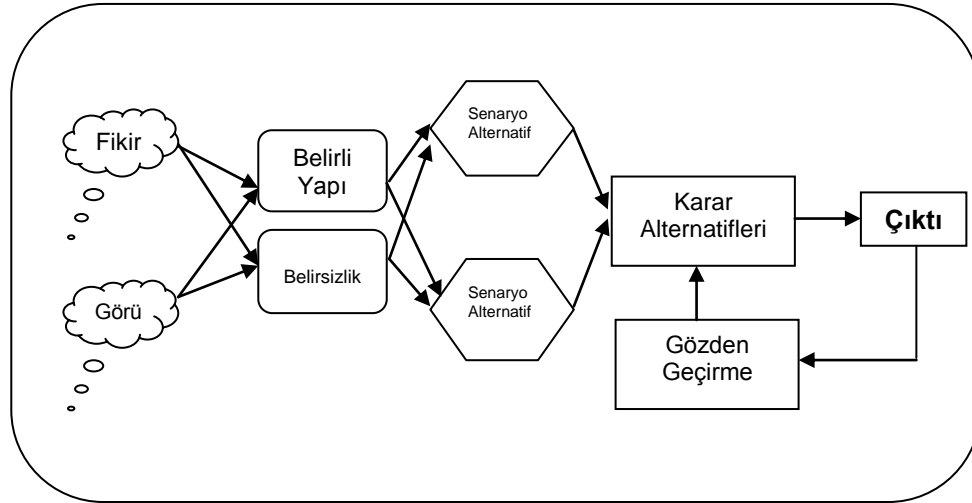 Fikir
Görü
Belirli
Yapı
Belirsizlik
Senaryo
Alternatif
Senaryo
Alternatif
Karar
Alternatifleri
Çıktı
Gözden
Geçirme